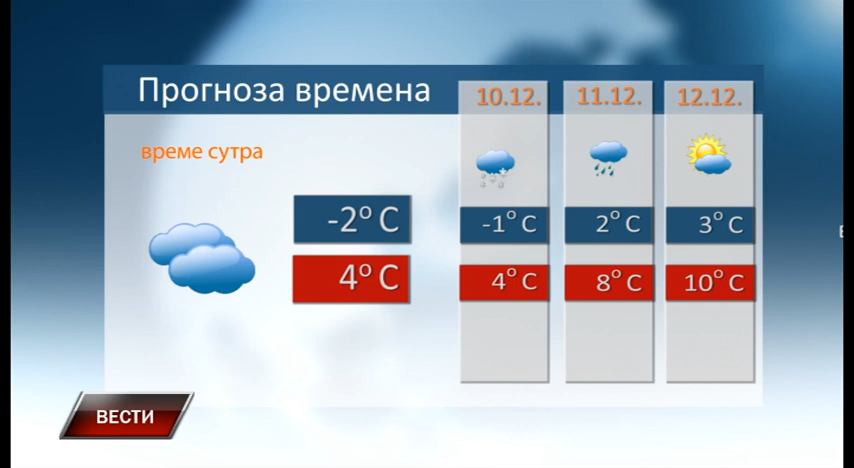 Прогноза времена
време сутра
-2° C
4° C
10.12.
-1° C
4° C
11.12.
2° C
8° C
12.12.
3° C
10° C
ВЕСТИ